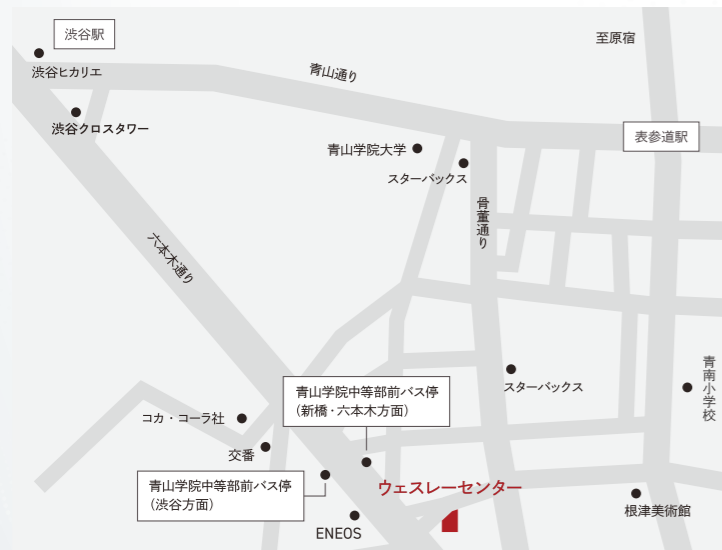 渋谷駅
至原宿
渋谷ヒカリエ
青山通り
渋谷クロスタワー
表参道駅
青山学院大学
スターバックス
骨董通り
六本木通り
青南小学校
スターバックス
青山学院中等部前バス停
(新橋・六本木方面)
コカ・コーラ社
交番
青山学院中等部前バス停
(渋谷方面)
ウェスレーセンター
根津美術館
ENEOS